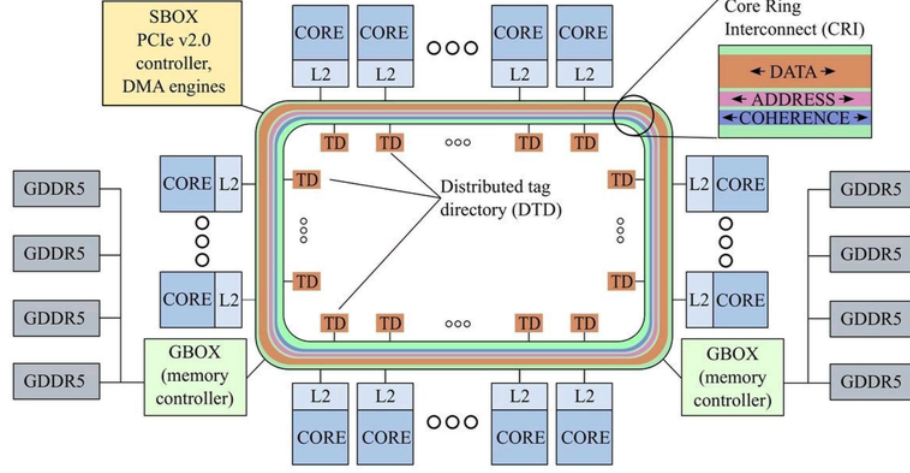 SBOX
PCIe v2.0
controller,
DMA engines
CORE
CORE
CORE
CORE
L2
L2
L2
L2
Core Ring
Interconnect (CRI)
DATA
ADDRESS
COHERENCE
TD
TD
TD
TD
GDDR5
GDDR5
GDDR5
GDDR5
CORE
L2
CORE
L2
TD
TD
Distributed tag
directory (DTD)
TD
TD
L2
CORE
L2
CORE
GDDR5
GDDR5
GDDR5
GDDR5
TD
TD
TD
TD
GBOX
(memory
controller)
GBOX
(memory
controller)
L2
L2
L2
L2
CORE
CORE
CORE
CORE